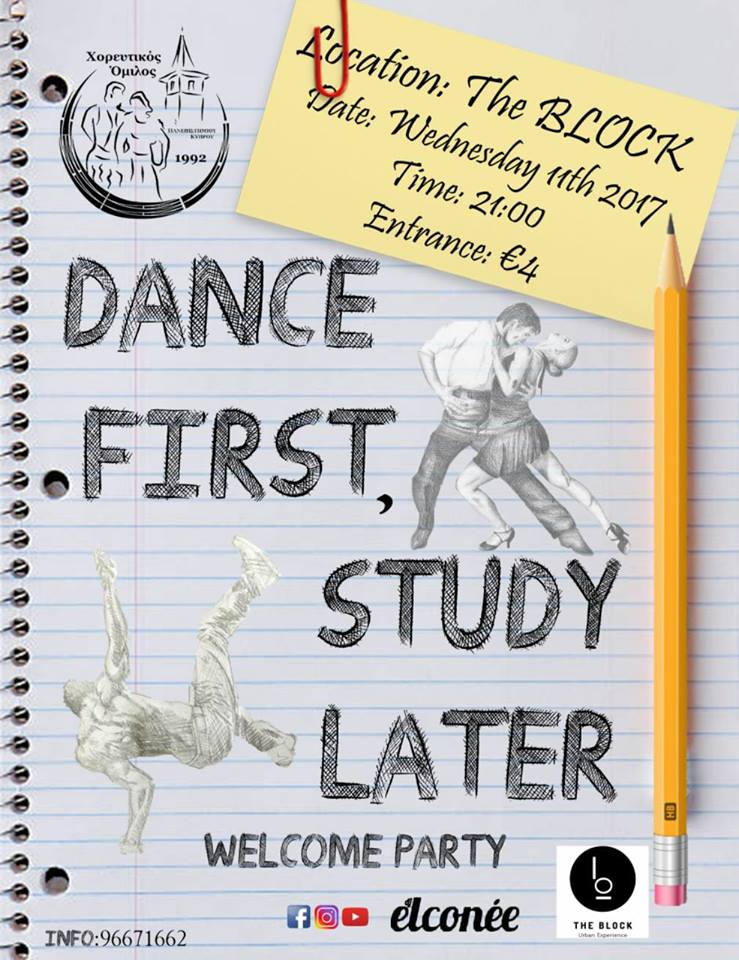 Χορευτικός
Όμιλος
ΠΑΝΕΠΙΣΤΗΜΙΟΥ
ΚΥΠΡΟΥ
1992
Location: The BLOCK
Date: Wednesday 11th 2017
Time: 21:00
Entrance: €4
DANCE
FIRST,
STUDY
LATER
WELCOME PARTY
HB
INFO:96671662
élconée
THE BLOCK
Urban Experience